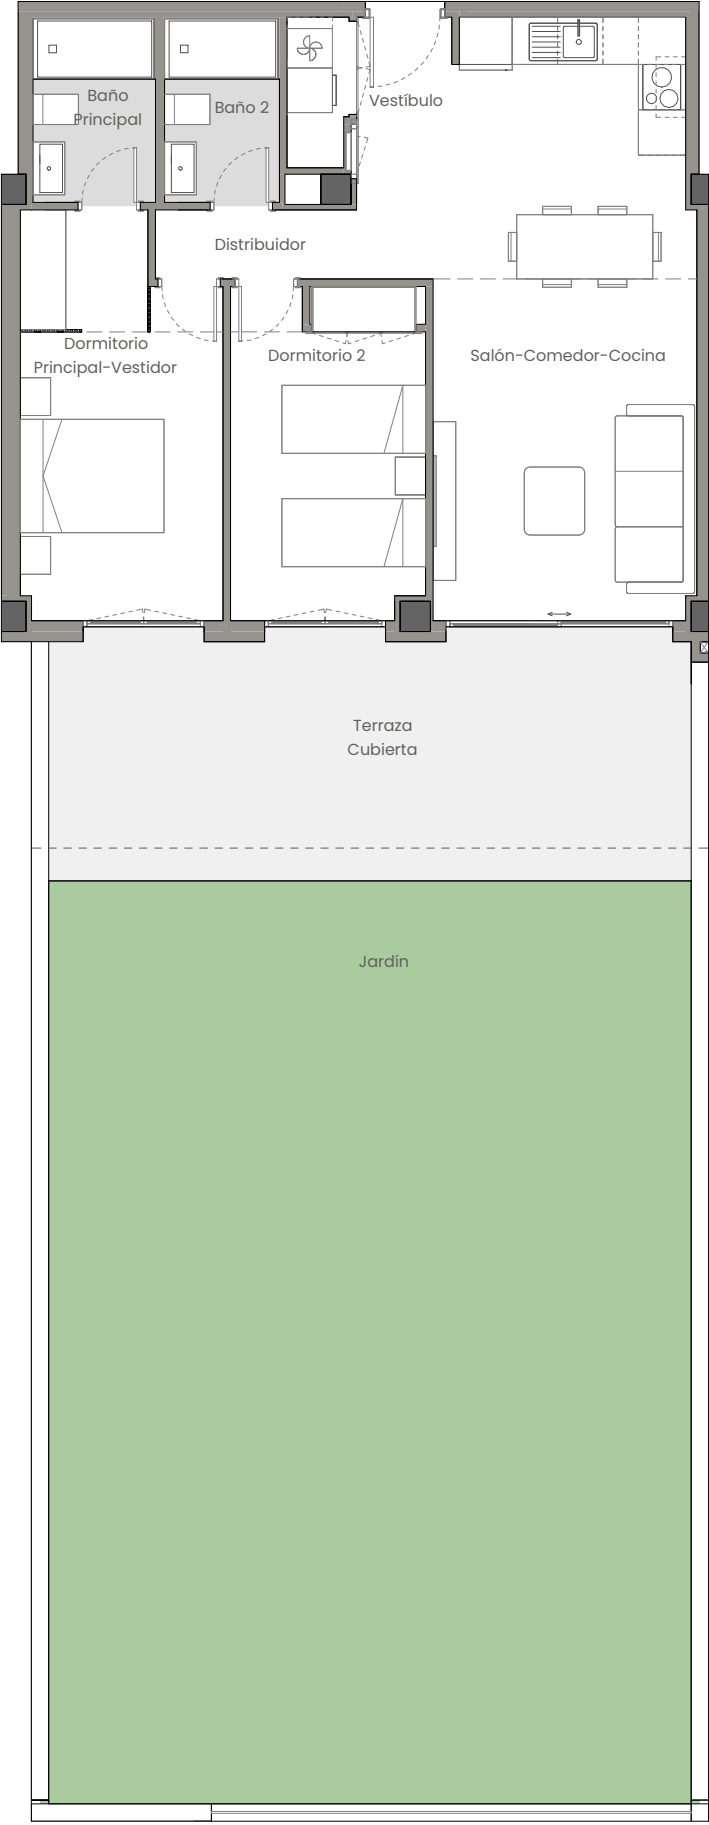 Baño
Principal
Baño 2
Vestíbulo
Distribuidor
Dormitorio
Principal-Vestidor
Dormitorio 2
Salón-Comedor-Cocina
Terraza
Cubierta
Jardín